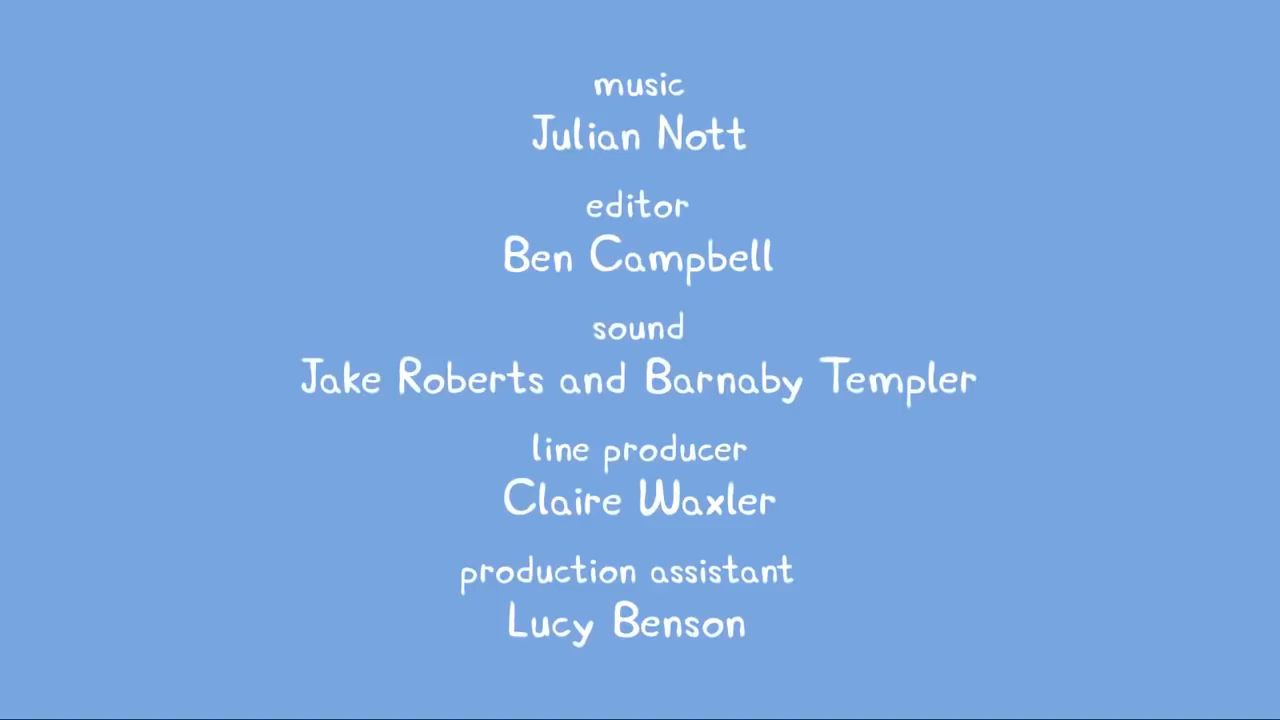 music
Julian Nott
editor
Ben Campbell
sound
Jake Roberts and Barnaby Templer
line producer
Claire Waxler
production assistant
Lucy Benson